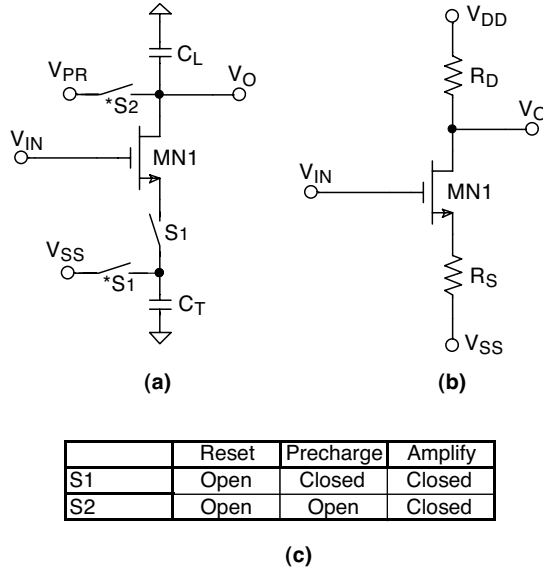 C_L
V_PR
*S2
V_O
V_IN
MN1
S1
V_SS
*S1
C_T
(a)
V_DD
R_D
V_O
V_IN
MN1
R_S
V_SS
(b)
Reset Precharge Amplify
S1 Open Closed Closed
S2 Open Open Closed
(c)